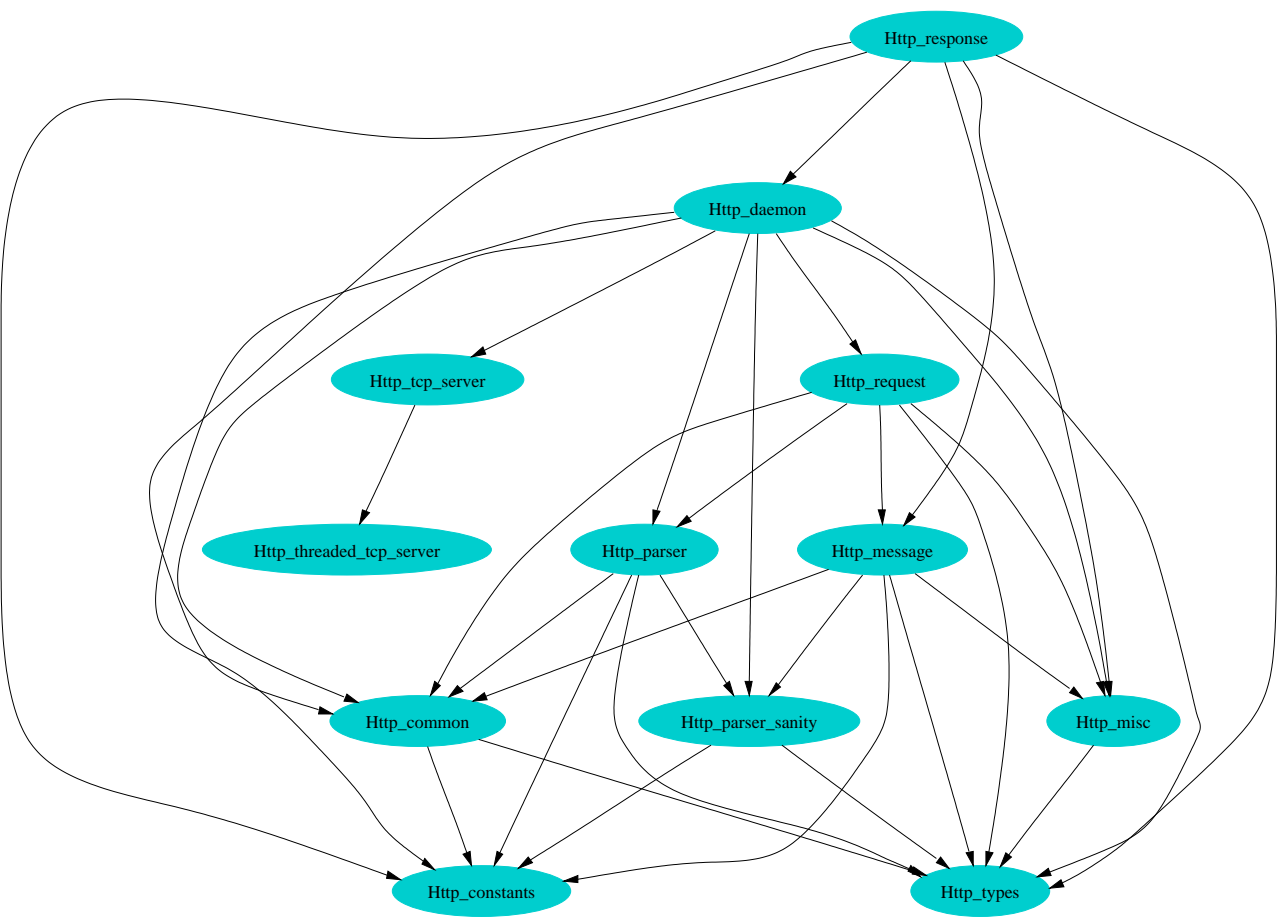 Http_response
Http_daemon
Http_tcp_server
Http_request
Http_threaded_tcp_server
Http_parser
Http_message
Http_common
Http_parser_sanity
Http_misc
Http_constants
Http_types